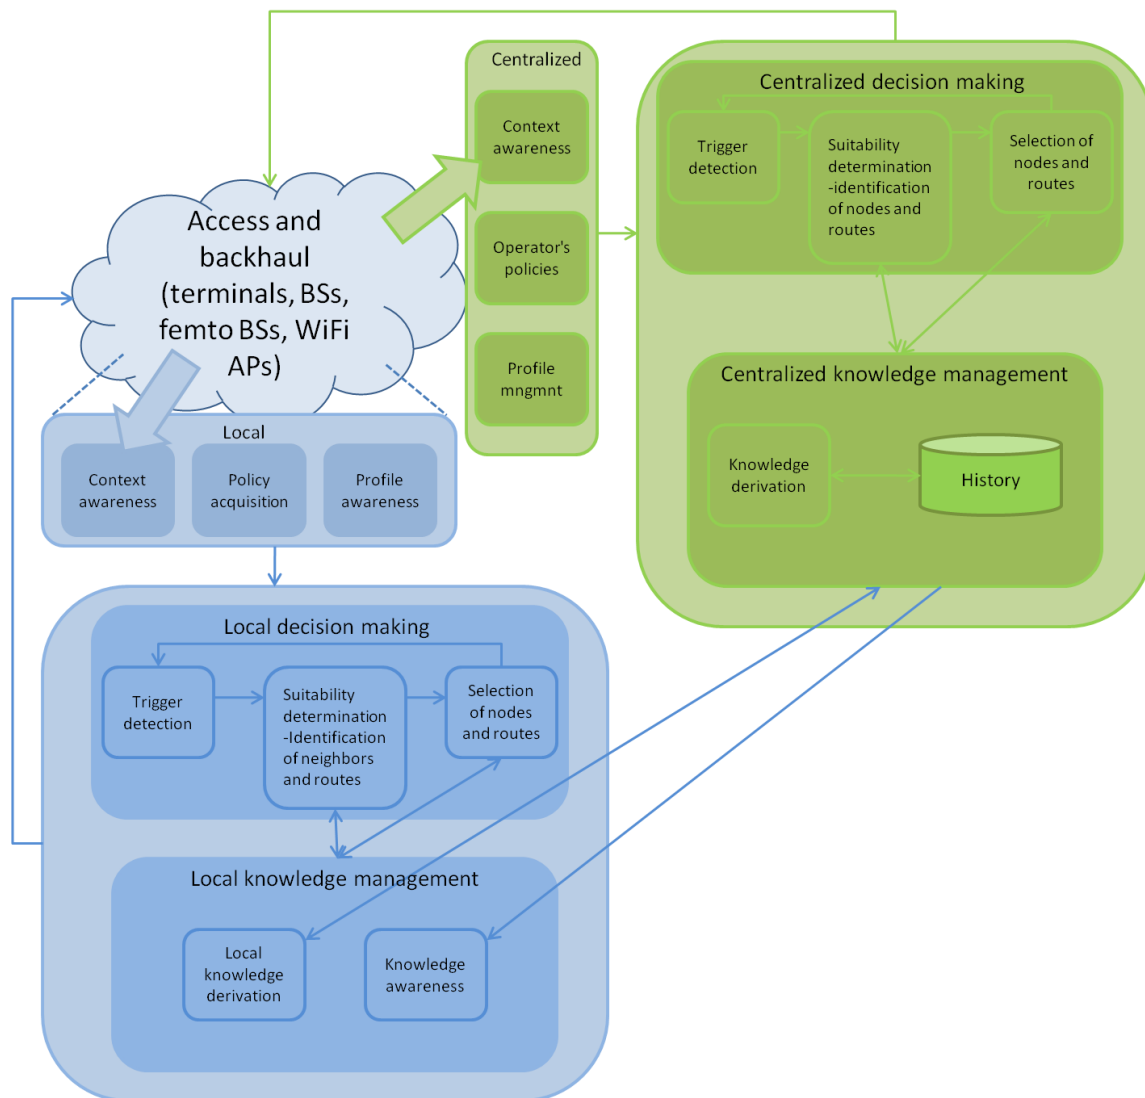 Centralized
Context
awareness
Operator's
policies
Profile
mngmnt
Centralized decision making
Trigger
detection
Suitability
determination
-identification
of nodes and
routes
Selection of
nodes and
routes
Centralized knowledge management
Knowledge
derivation
History
Access and
backhaul
(terminals, BSs,
femto BSs, WiFi
APs)
Local
Context
awareness
Policy
acquisition
Profile
awareness
Local decision making
Trigger
detection
Suitability
determination
-Identification
of neighbors
and routes
Selection
of nodes
and routes
Local knowledge management
Local
knowledge
derivation
Knowledge
awareness